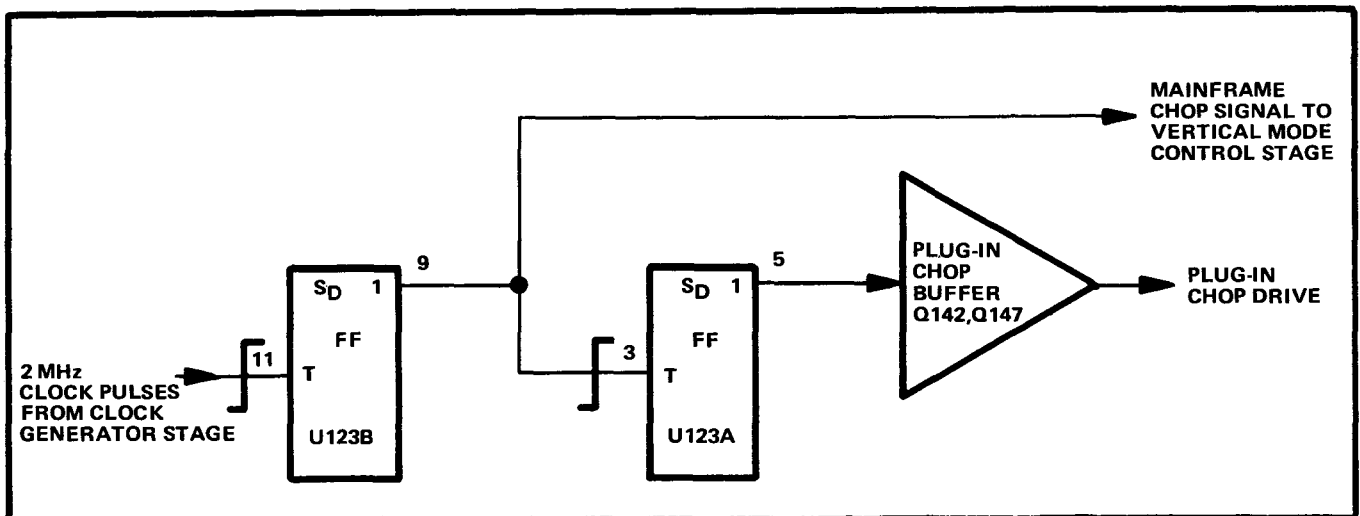 MAINFRAME
CHOP SIGNAL TO
VERTICAL MODE
CONTROL STAGE
9
5
SD 1
FF
T
U123B
SD 1
FF
T
U123A
PLUG-IN
CHOP
BUFFER
Q142,Q147
PLUG-IN
CHOP DRIVE
11
3
2 MHz
CLOCK PULSES
FROM CLOCK
GENERATOR STAGE